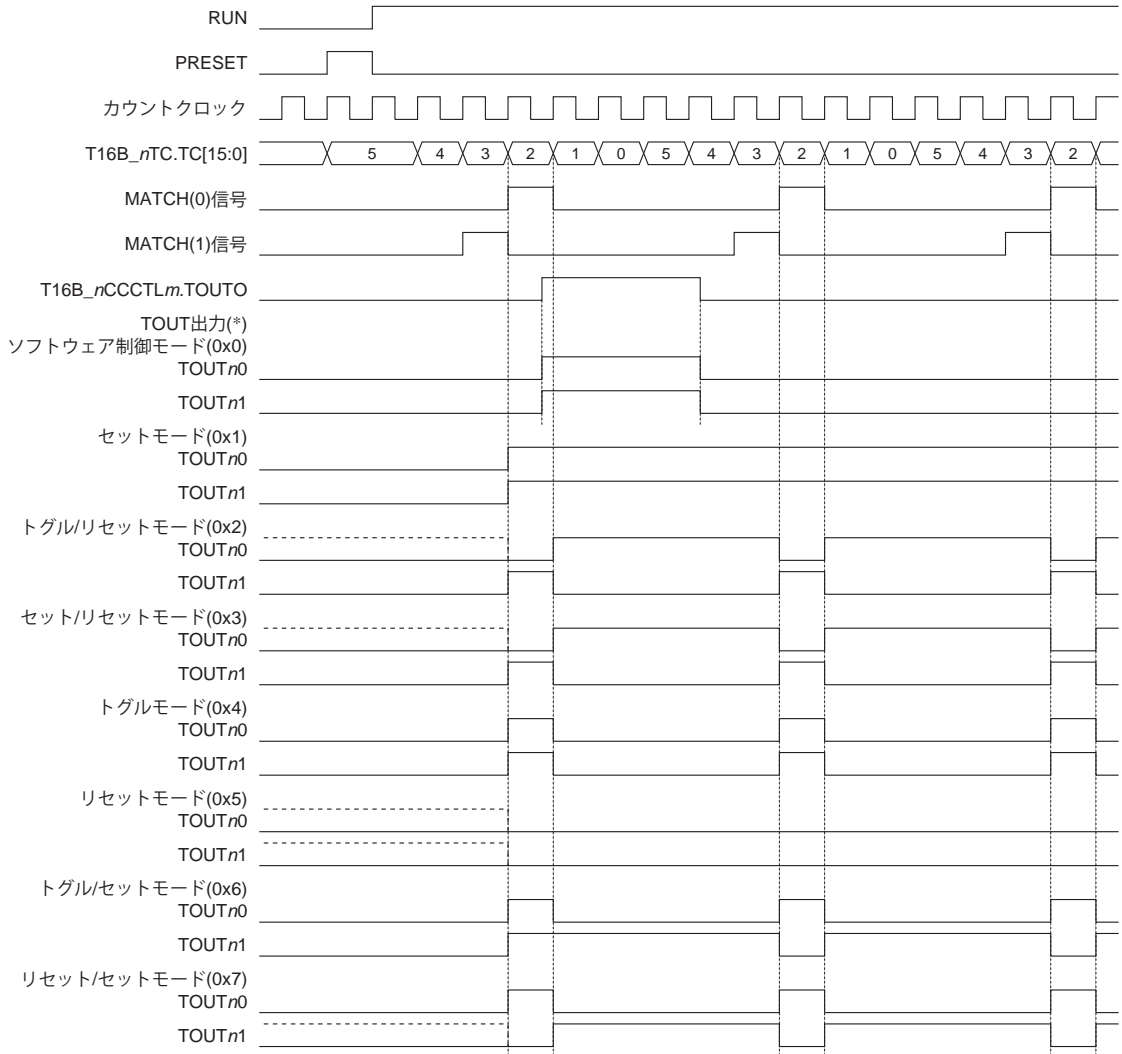 RUN
PRESET
カウントクロック
T16B_nTC.TC[15:0] 5 4 3 2 1 0 5 4 3 2 1 0 5 4 3 2
MATCH(0)信号
MATCH(1)信号
T16B_nCCCTLm.TOUTO
TOUT出力(*)
ソフトウェア制御モード(0x0)
TOUTn0
TOUTn1
セットモード(0x1)
TOUTn0
TOUTn1
トグル/リセットモード(0x2)
TOUTn0
TOUTn1
セット/リセットモード(0x3)
TOUTn0
TOUTn1
トグルモード(0x4)
TOUTn0
TOUTn1
リセットモード(0x5)
TOUTn0
TOUTn1
トグル/セットモード(0x6)
TOUTn0
TOUTn1
リセット/セットモード(0x7)
TOUTn0
TOUTn1